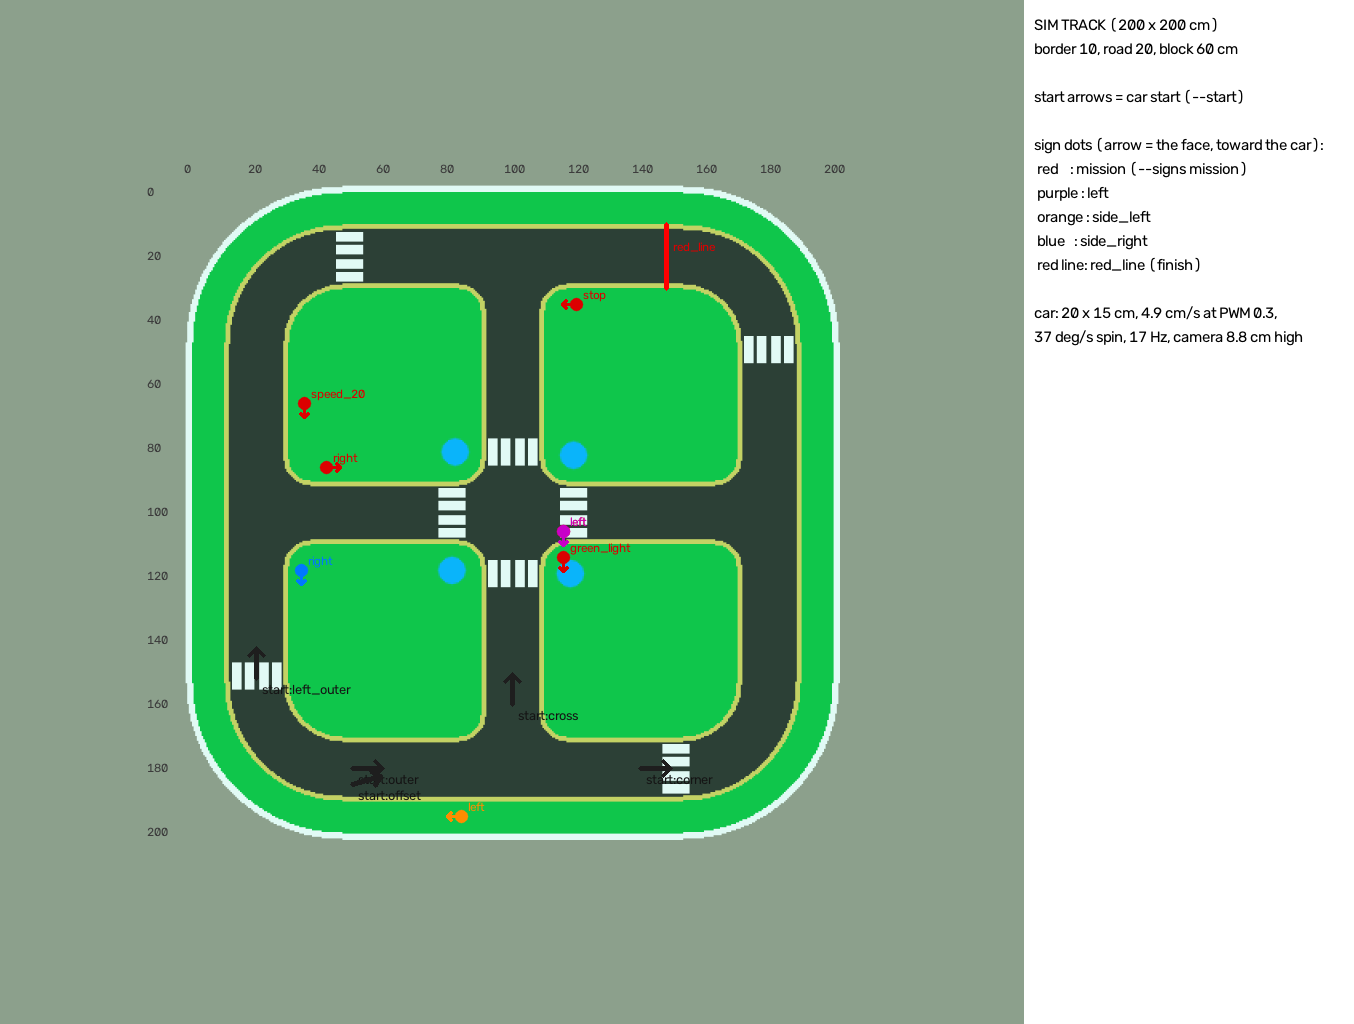 SIM TRACK (200 x 200 cm)
border 10, road 20, block 60 cm
start arrows = car start (--start)
sign dots (arrow = the face, toward the car):
red : mission (--signs mission)
purple : left
orange : side_left
blue : side_right
red line: red_line (finish)
car: 20 x 15 cm, 4.9 cm/s at PWM 0.3,
37 deg/s spin, 17 Hz, camera 8.8 cm high
0 20 40 60 80 100 120 140 160 180 200
0
20
40
60
80
100
120
140
160
180
200
red_line
stop
speed_20
right
left
green_light
right
start:left_outer
start:cross
start:outer
start:corner
start:offset
left